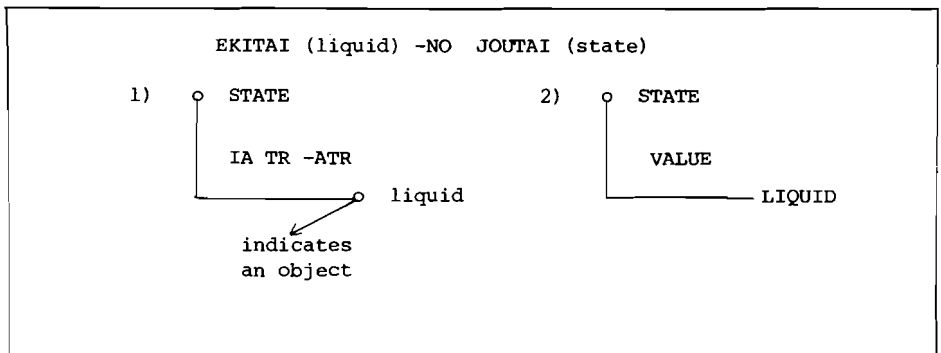 EKITAI (liquid) -NO JOUTAI (state)
1) STATE 2) STATE
IA TR -ATR VALUE
liquid LIQUID
indicates
an object